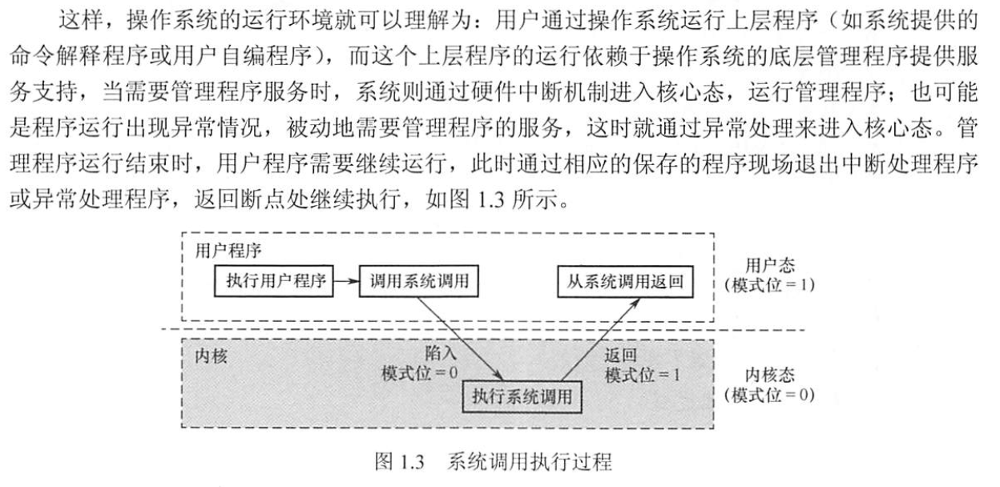 这样，操作系统的运行环境就可以理解为：用户通过操作系统运行上层程序（如系统提供的
命令解释程序或用户自编程序），而这个上层程序的运行依赖于操作系统的底层管理程序提供服
务支持，当需要管理程序服务时，系统则通过硬件中断机制进入核心态，运行管理程序；也可能
是程序运行出现异常情况，被动地需要管理程序的服务，这时就通过异常处理来进入核心态。管
理程序运行结束时，用户程序需要继续运行，此时通过相应的保存的程序现场退出中断处理程序
或异常处理程序，返回断点处继续执行，如图 1.3 所示。
用户程序
执行用户程序
调用系统调用
从系统调用返回
用户态
(模式位=1)
内核
陷入
模式位=0
执行系统调用
返回
模式位=1
内核态
(模式位=0)
图 1.3 系统调用执行过程